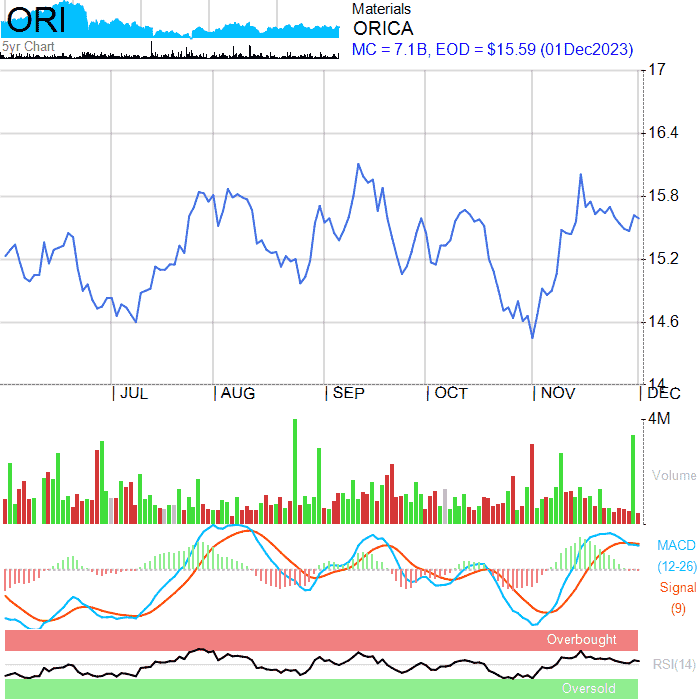 ORI
Materials
ORICA
5yr Chart
MC = 7.1B, EOD = $15.59 (01Dec2023)
17
16.4
15.8
15.2
14.6
14
| JUL | AUG | SEP | OCT | NOV | DEC
4M
Volume
MACD
(12-26)
Signal
(9)
Overbought
RSI(14)
Oversold